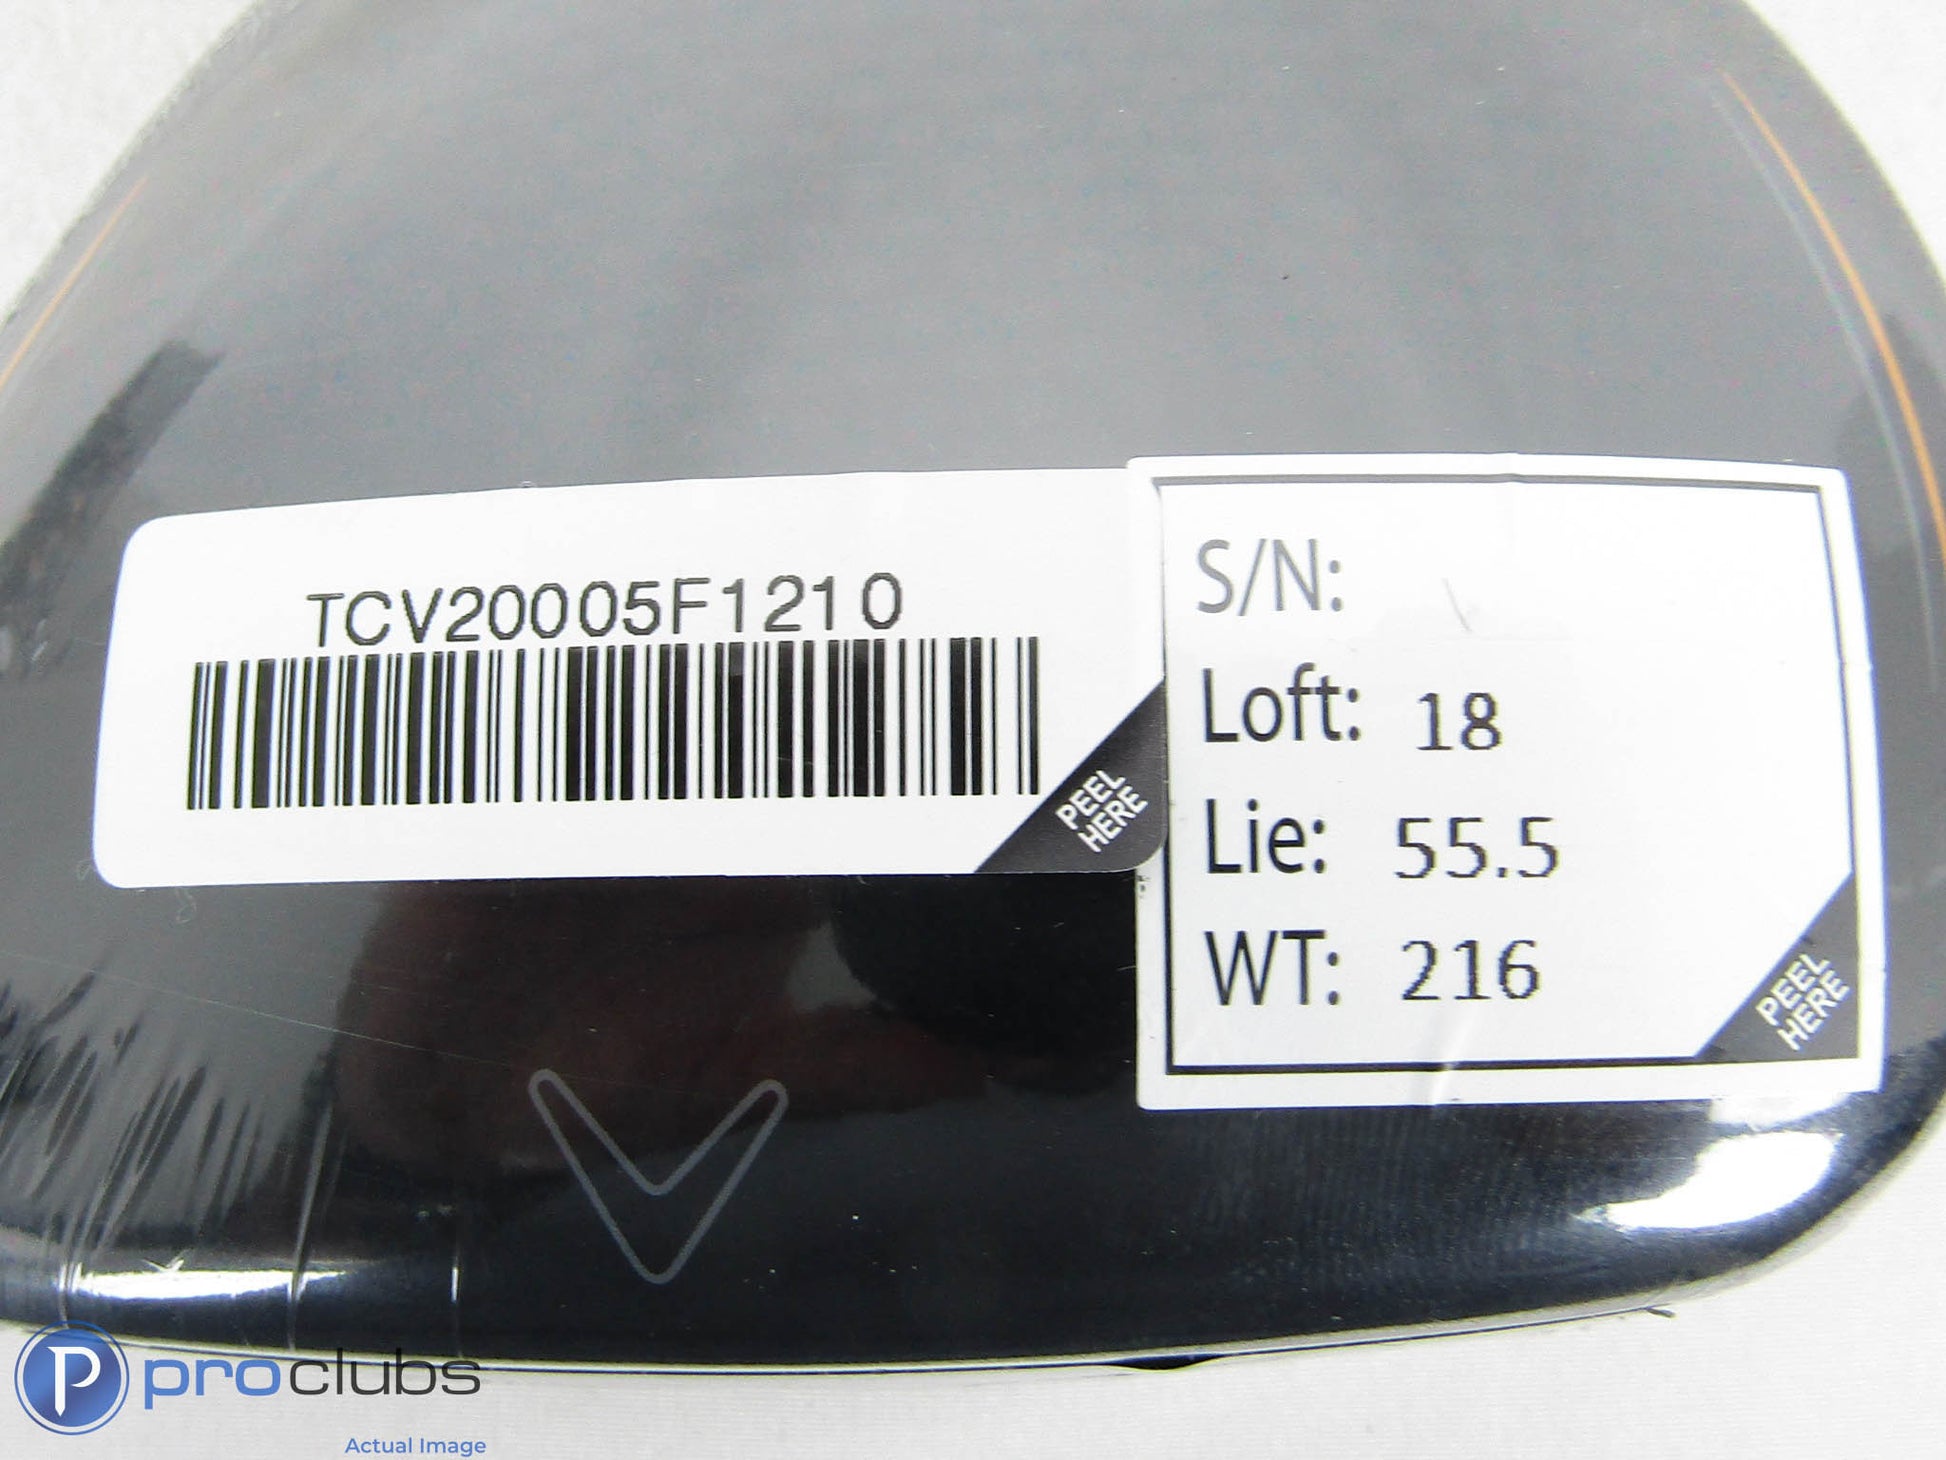 TCV20005F1210
PEEL
HERE
S/N:
Loft: 18
Lie: 55.5
WT: 216
PEEL
HERE
P proclubs
Actual Image